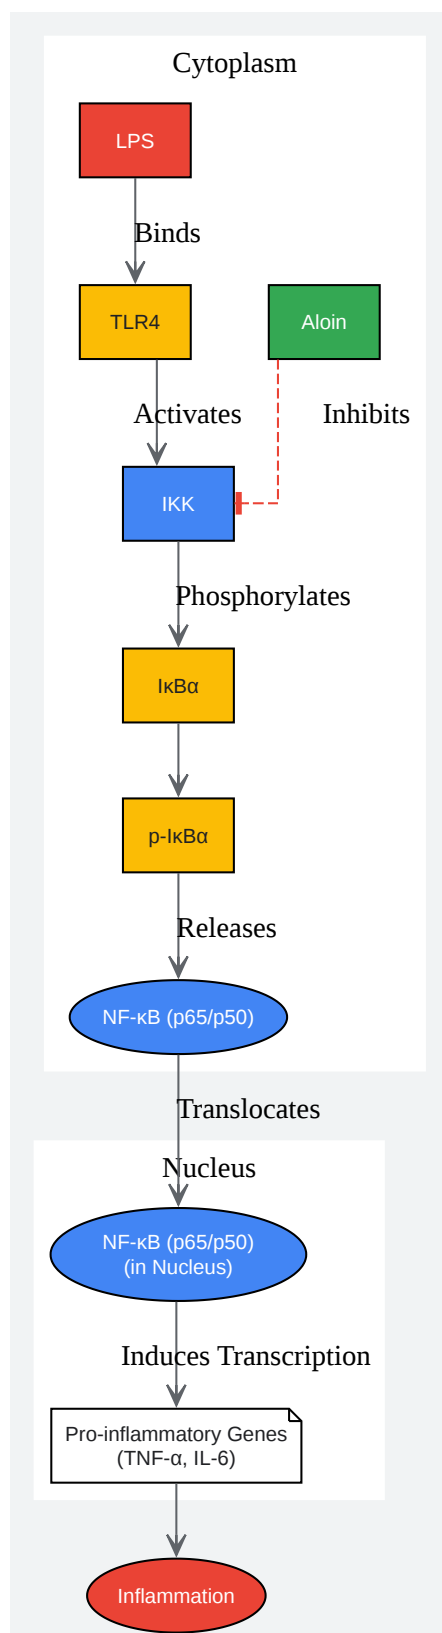 Cytoplasm
LPS
Binds
TLR4
Aloin
Activates
Inhibits
IKK
Phosphorylates
IκBα
p-IκBα
Releases
NF-κB (p65/p50)
Translocates
Nucleus
NF-κB (p65/p50)
(in Nucleus)
Induces Transcription
Pro-inflammatory Genes
(TNF-α, IL-6)
Inflammation